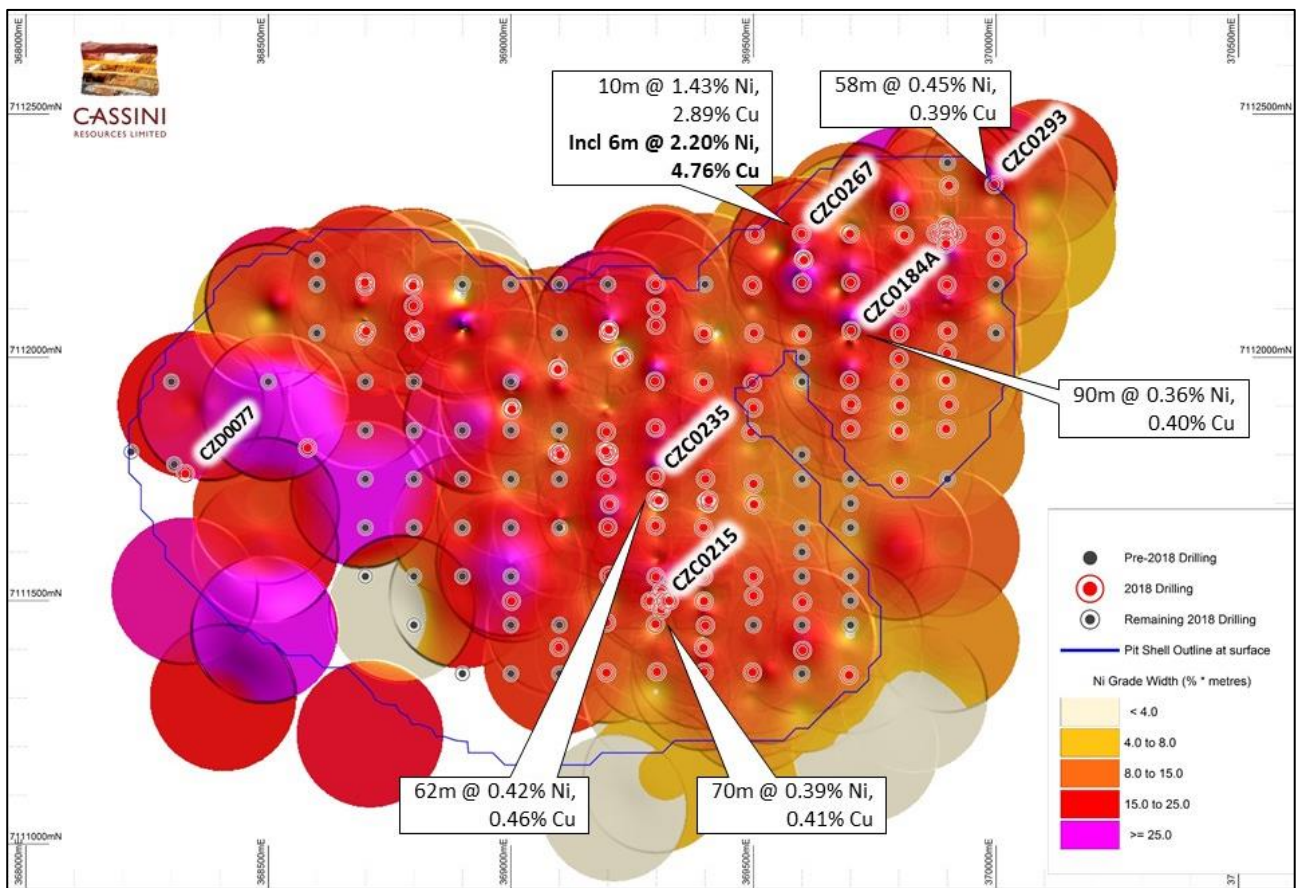 368000mE
368500mE
369000mE
369500mE
370000mE
370500mE
CASSINI
RESOURCES LIMITED
7112500mN
7112500mN
10m @ 1.43% Ni,
2.89% Cu
Incl 6m @ 2.20% Ni,
4.76% Cu
58m @ 0.45% Ni,
0.39% Cu
CZC0293
CZC0267
CZC0184A
7112000mN
7112000mN
90m @ 0.36% Ni,
0.40% Cu
CZD0077
CZC0235
CZC0215
7111500mN
62m @ 0.42% Ni,
0.46% Cu
70m @ 0.39% Ni,
0.41% Cu
Pre-2018 Drilling
2018 Drilling
Remaining 2018 Drilling
Pit Shell Outline at surface
Ni Grade Width (% * metres)
< 4.0
4.0 to 8.0
8.0 to 15.0
15.0 to 25.0
>= 25.0
7111000mN
368000mE
368500mE
369000mE
369500mE
370000mE
37